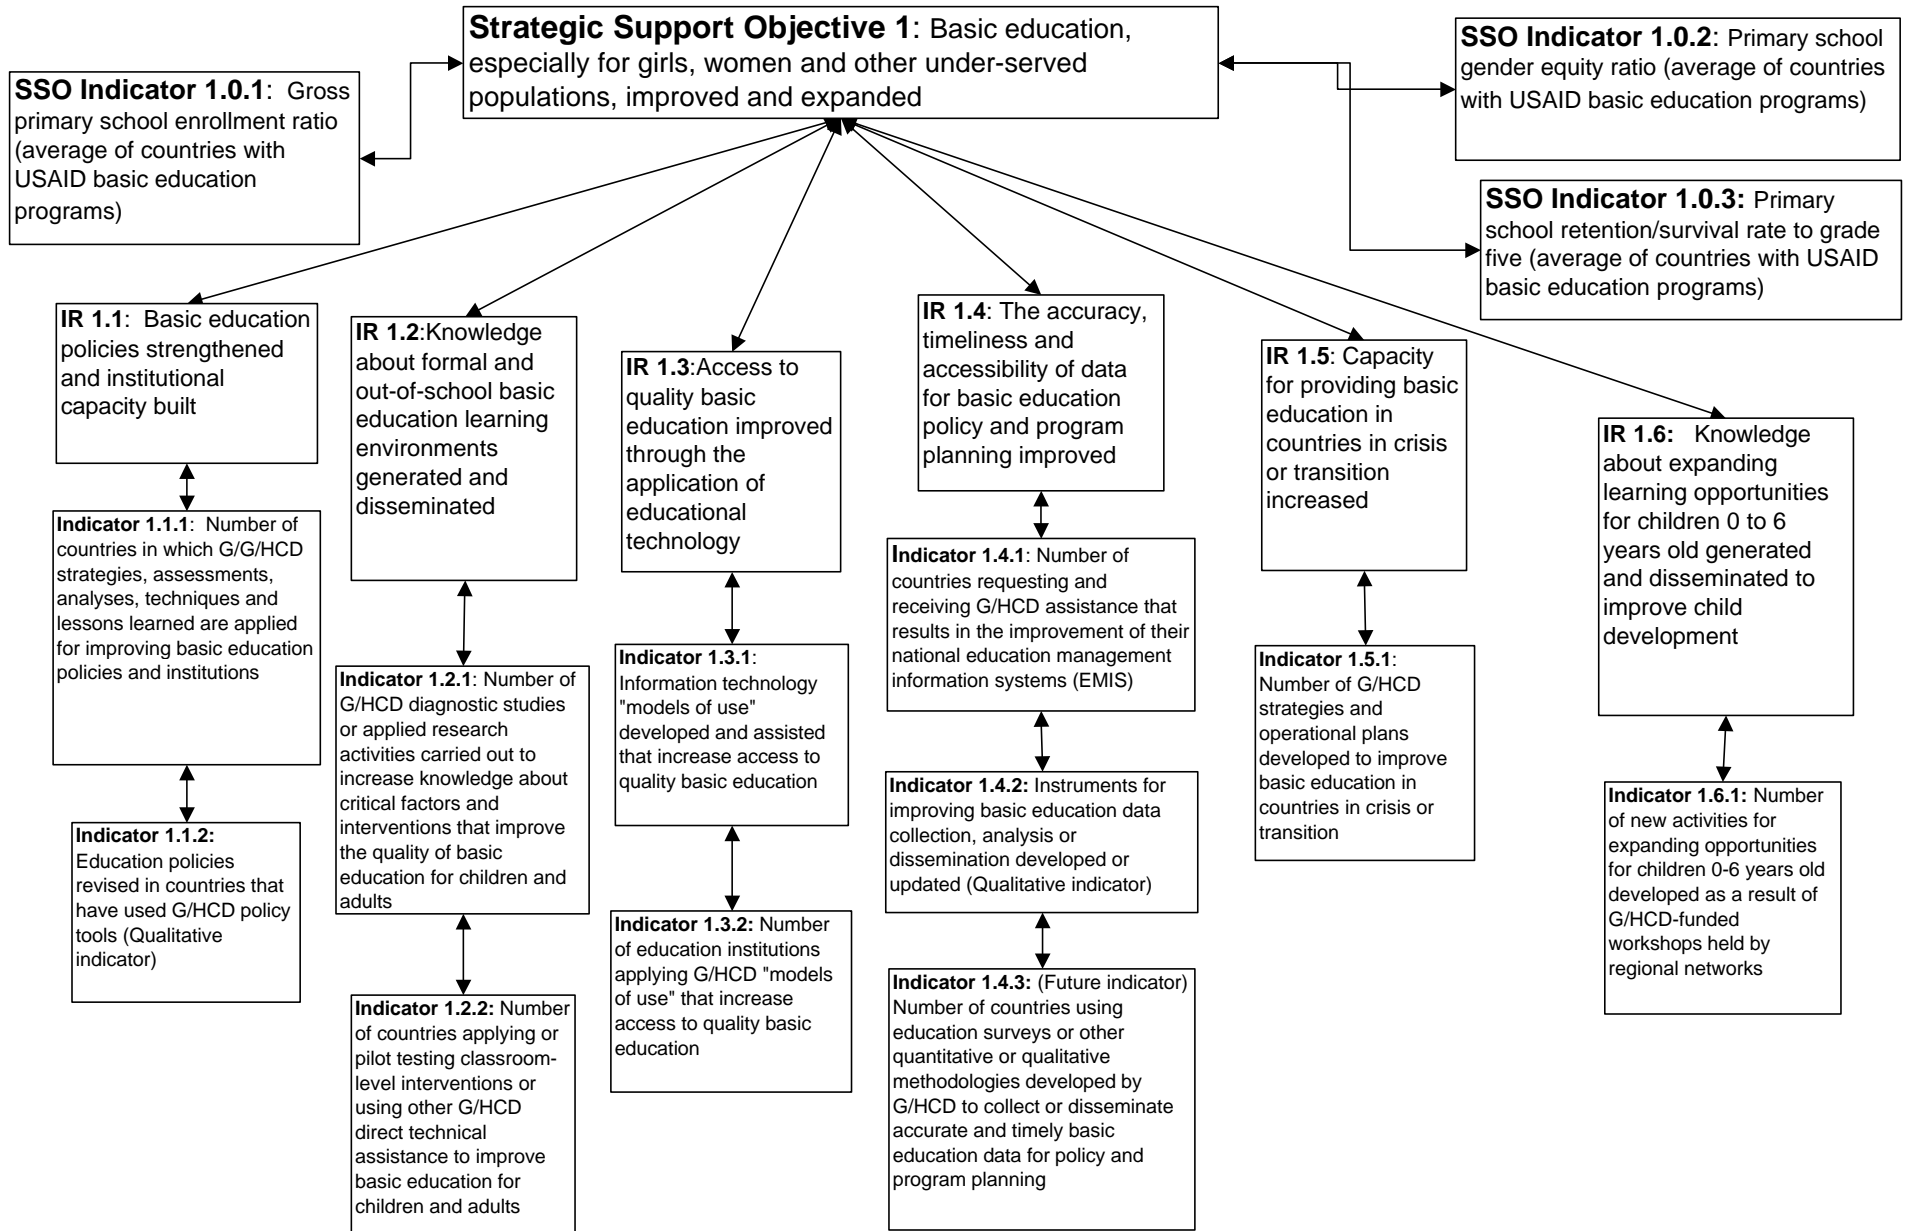 Strategic Support Objective 1: Basic education,
especially for girls, women and other under-served
populations, improved and expanded
SSO Indicator 1.0.1: Gross
primary school enrollment ratio
(average of countries with
USAID basic education
programs)
SSO Indicator 1.0.2: Primary school
gender equity ratio (average of countries
with USAID basic education programs)
SSO Indicator 1.0.3: Primary
school retention/survival rate to grade
five (average of countries with USAID
basic education programs)
IR 1.1: Basic education
policies strengthened
and institutional
capacity built
Indicator 1.1.1: Number of
countries in which G/G/HCD
strategies, assessments,
analyses, techniques and
lessons learned are applied
for improving basic education
policies and institutions
Indicator 1.1.2:
Education policies
revised in countries that
have used G/HCD policy
tools (Qualitative
indicator)
IR 1.2:Knowledge
about formal and
out-of-school basic
education learning
environments
generated and
disseminated
Indicator 1.2.1: Number of
G/HCD diagnostic studies
or applied research
activities carried out to
increase knowledge about
critical factors and
interventions that improve
the quality of basic
education for children and
adults
Indicator 1.2.2: Number
of countries applying or
pilot testing classroom-
level interventions or
using other G/HCD
direct technical
assistance to improve
basic education for
children and adults
IR 1.3:Access to
quality basic
education improved
through the
application of
educational
technology
Indicator 1.3.1:
Information technology
"models of use"
developed and assisted
that increase access to
quality basic education
Indicator 1.3.2: Number
of education institutions
applying G/HCD "models
of use" that increase
access to quality basic
education
IR 1.4: The accuracy,
timeliness and
accessibility of data
for basic education
policy and program
planning improved
Indicator 1.4.1: Number of
countries requesting and
receiving G/HCD assistance that
results in the improvement of their
national education management
information systems (EMIS)
Indicator 1.4.2: Instruments for
improving basic education data
collection, analysis or
dissemination developed or
updated (Qualitative indicator)
Indicator 1.4.3: (Future indicator)
Number of countries using
education surveys or other
quantitative or qualitative
methodologies developed by
G/HCD to collect or disseminate
accurate and timely basic
education data for policy and
program planning
IR 1.5: Capacity
for providing basic
education in
countries in crisis
or transition
increased
Indicator 1.5.1:
Number of G/HCD
strategies and
operational plans
developed to improve
basic education in
countries in crisis or
transition
IR 1.6: Knowledge
about expanding
learning opportunities
for children 0 to 6
years old generated
and disseminated to
improve child
development
Indicator 1.6.1: Number
of new activities for
expanding opportunities
for children 0-6 years old
developed as a result of
G/HCD-funded
workshops held by
regional networks